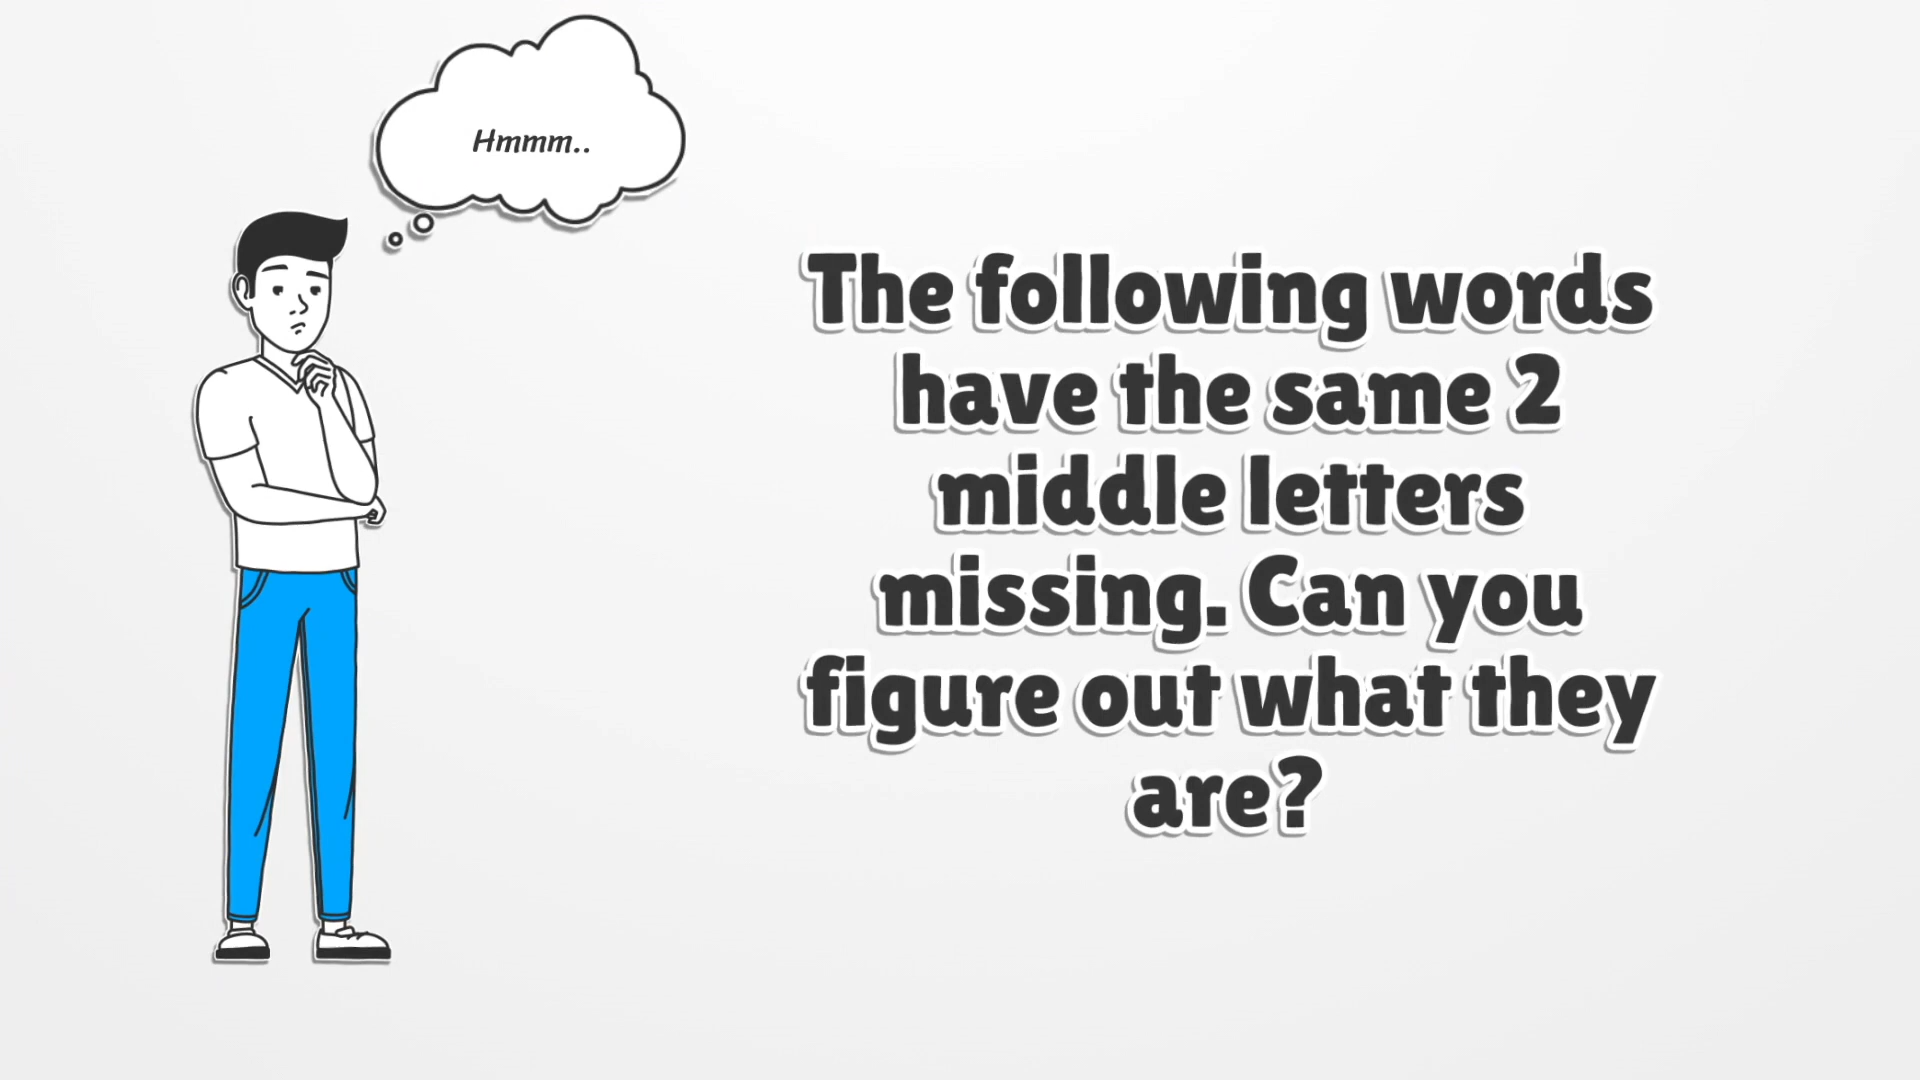 Hmmm..
The following words
have the same 2
middle letters
missing. Can you
figure out what they
are?